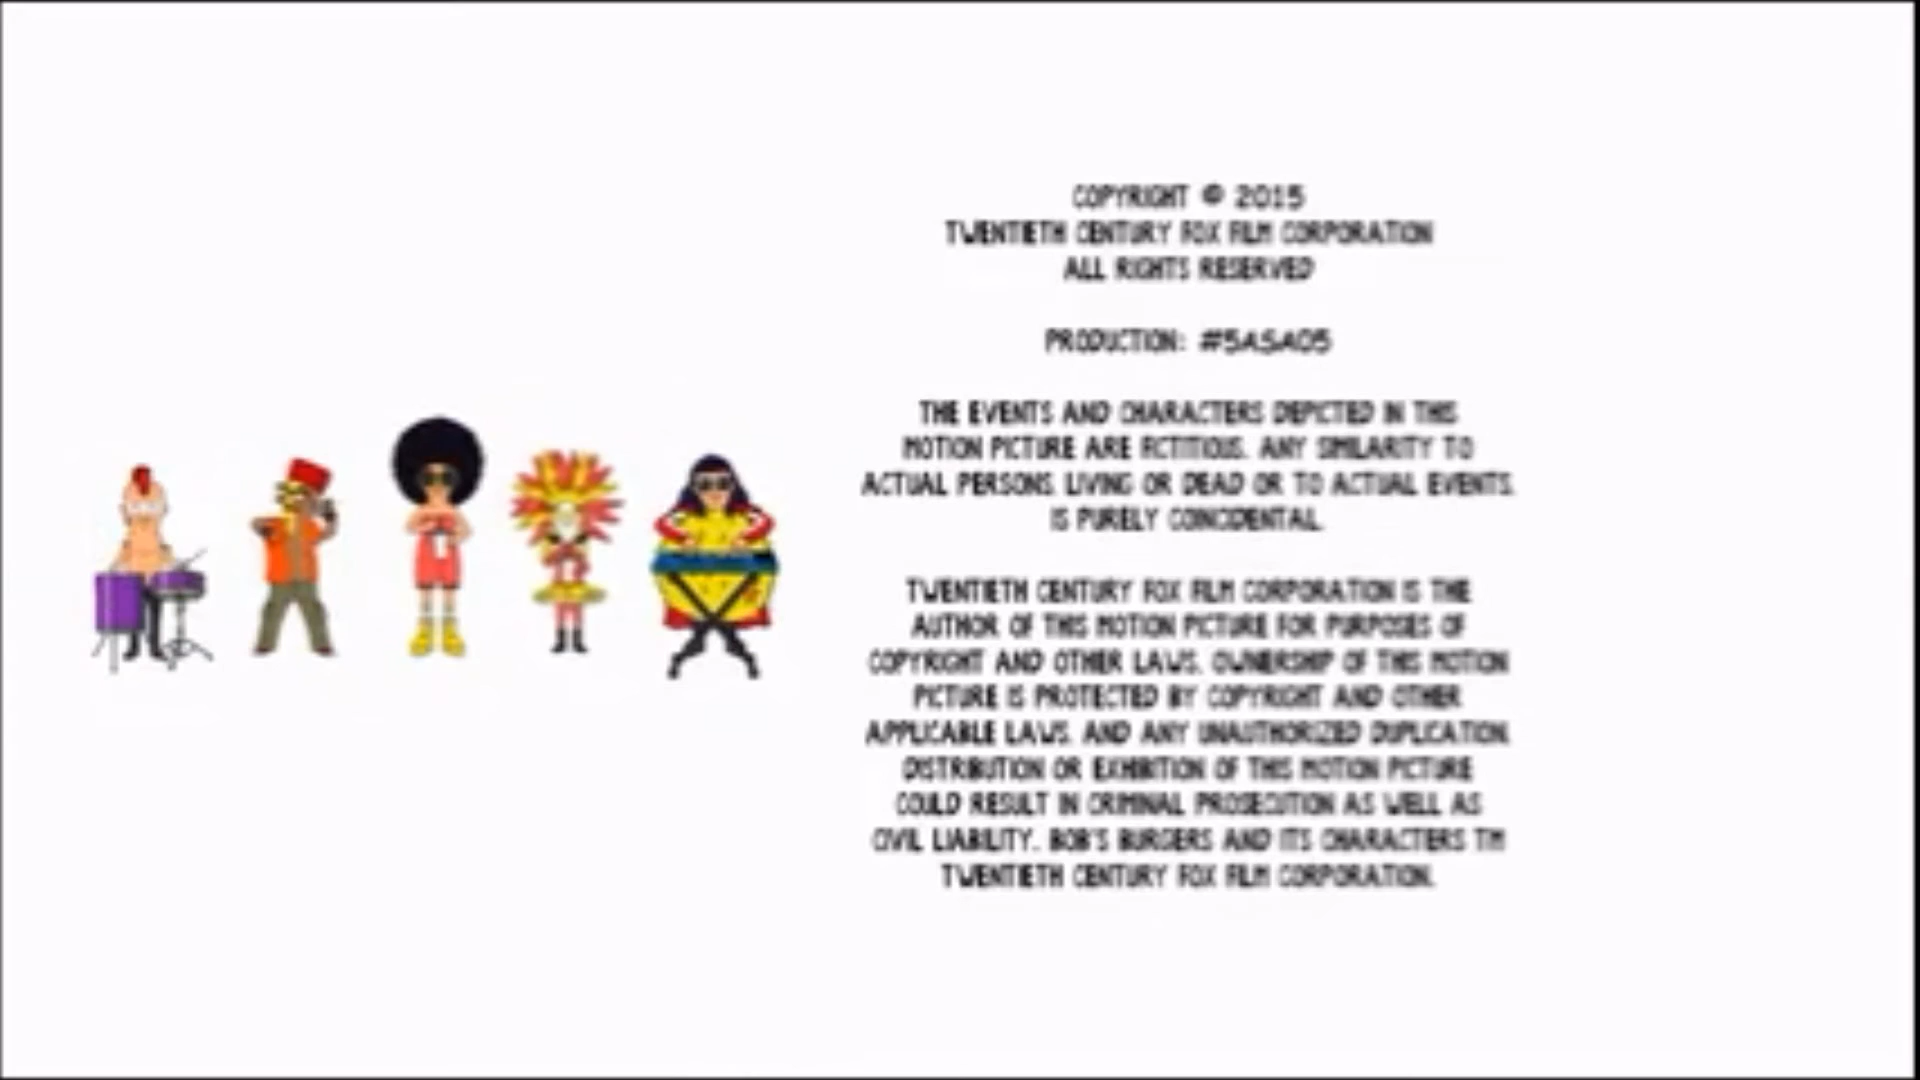 COPYRIGHT © 2015
TWENTIETH CENTURY FOX FILM CORPORATION
ALL RIGHTS RESERVED
PRODUCTION: #5ASA05
THE EVENTS AND CHARACTERS DEPICTED IN THIS
MOTION PICTURE ARE FICTITIOUS. ANY SIMILARITY TO
ACTUAL PERSONS, LIVING OR DEAD OR TO ACTUAL EVENTS,
IS PURELY COINCIDENTAL.
TWENTIETH CENTURY FOX FILM CORPORATION IS THE
AUTHOR OF THIS MOTION PICTURE FOR PURPOSES OF
COPYRIGHT AND OTHER LAWS. OWNERSHIP OF THIS MOTION
PICTURE IS PROTECTED BY COPYRIGHT AND OTHER
APPLICABLE LAWS, AND ANY UNAUTHORIZED DUPLICATION,
DISTRIBUTION OR EXHIBITION OF THIS MOTION PICTURE
COULD RESULT IN CRIMINAL PROSECUTION AS WELL AS
CIVIL LIABILITY. BOB'S BURGERS AND ITS CHARACTERS TM
TWENTIETH CENTURY FOX FILM CORPORATION.